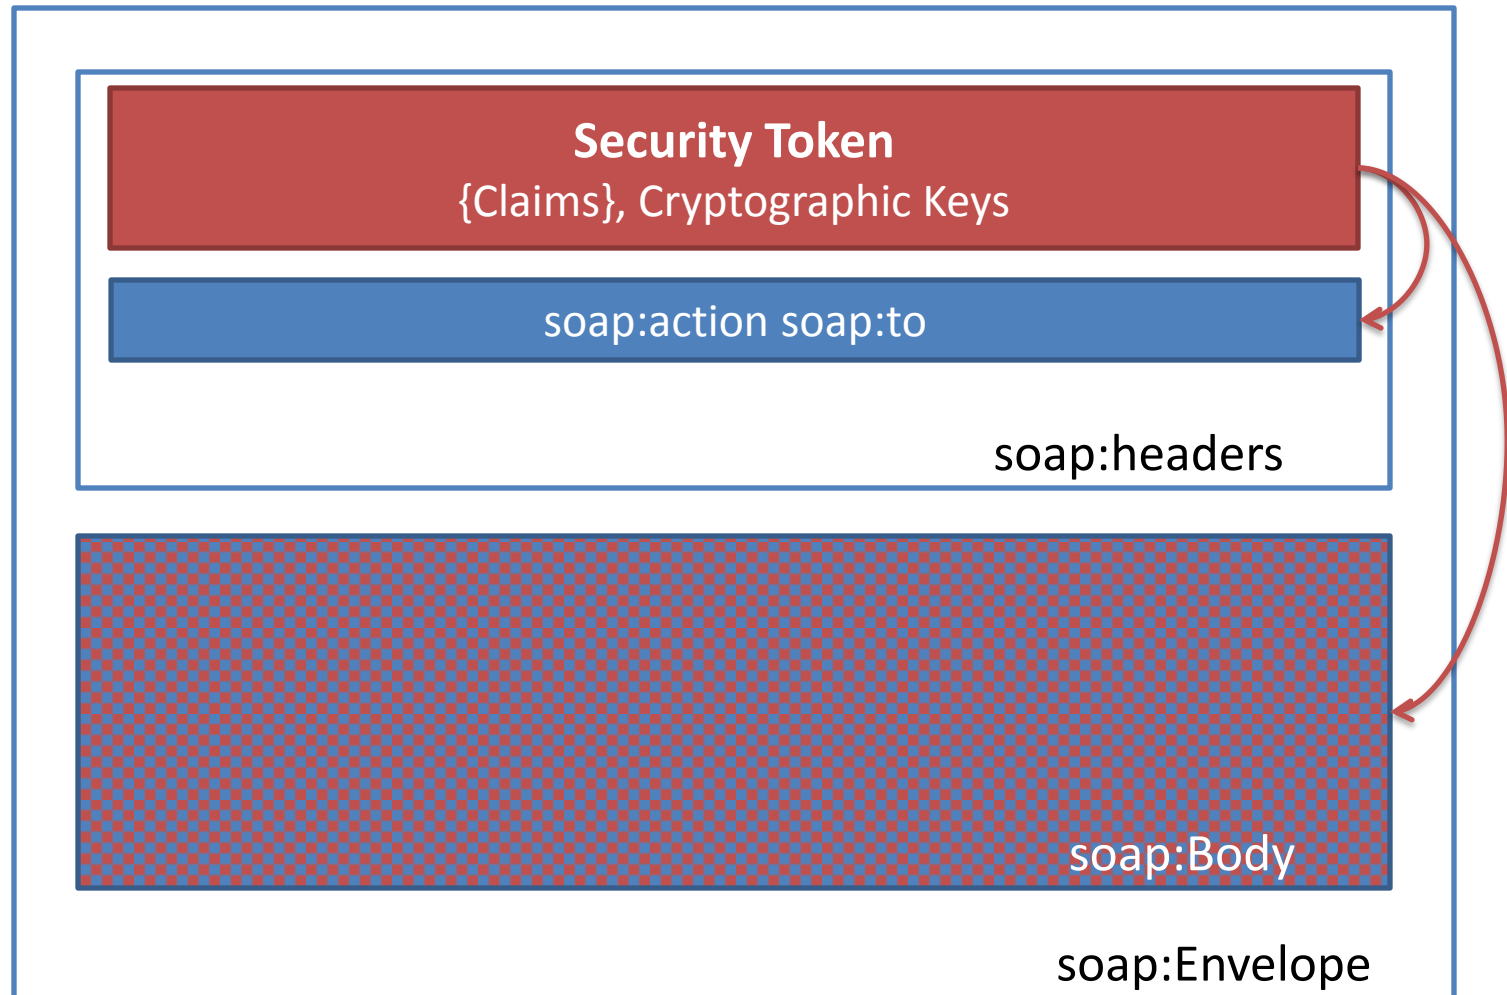 Security Token
{Claims}, Cryptographic Keys
soap:action soap:to
soap:headers
soap:Body
soap:Envelope